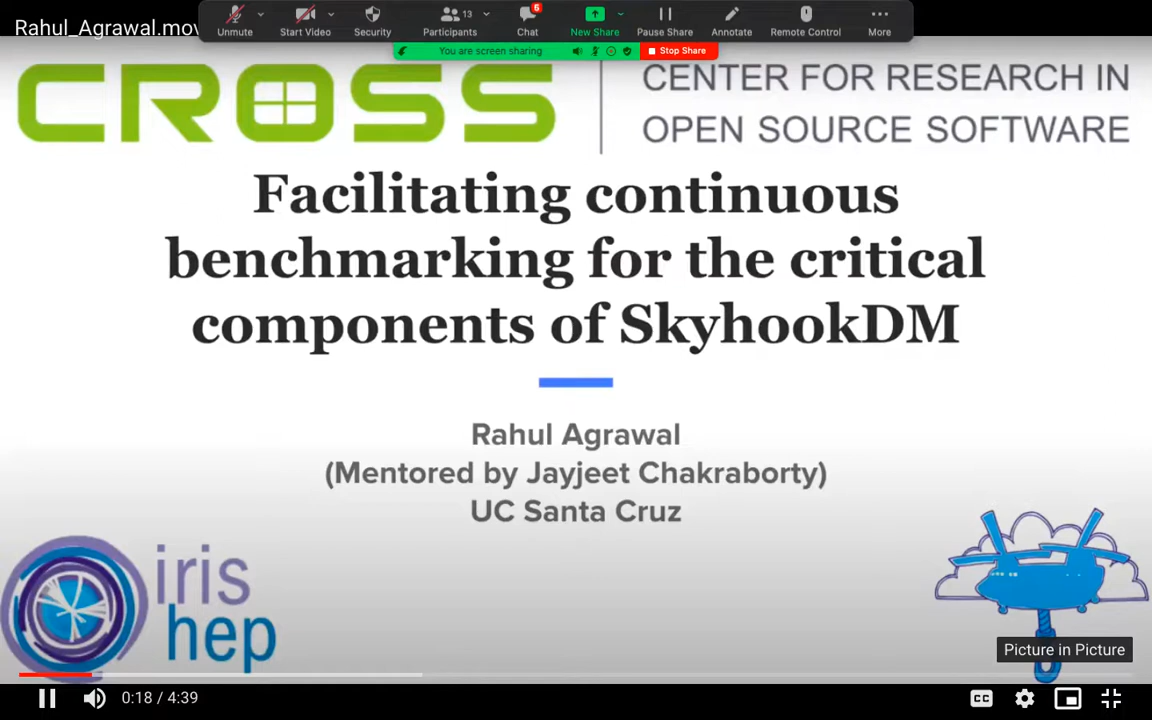 Rahul_Agrawal.mov
Unmute
Start Video
Security
13
Participants
6
Chat
New Share
Pause Share
Annotate
Remote Control
More
You are screen sharing
Stop Share
CROSS
CENTER FOR RESEARCH IN
OPEN SOURCE SOFTWARE
Facilitating continuous
benchmarking for the critical
components of SkyhookDM
Rahul Agrawal
(Mentored by Jayjeet Chakraborty)
UC Santa Cruz
iris
hep
Picture in Picture
0:18 / 4:39
CC